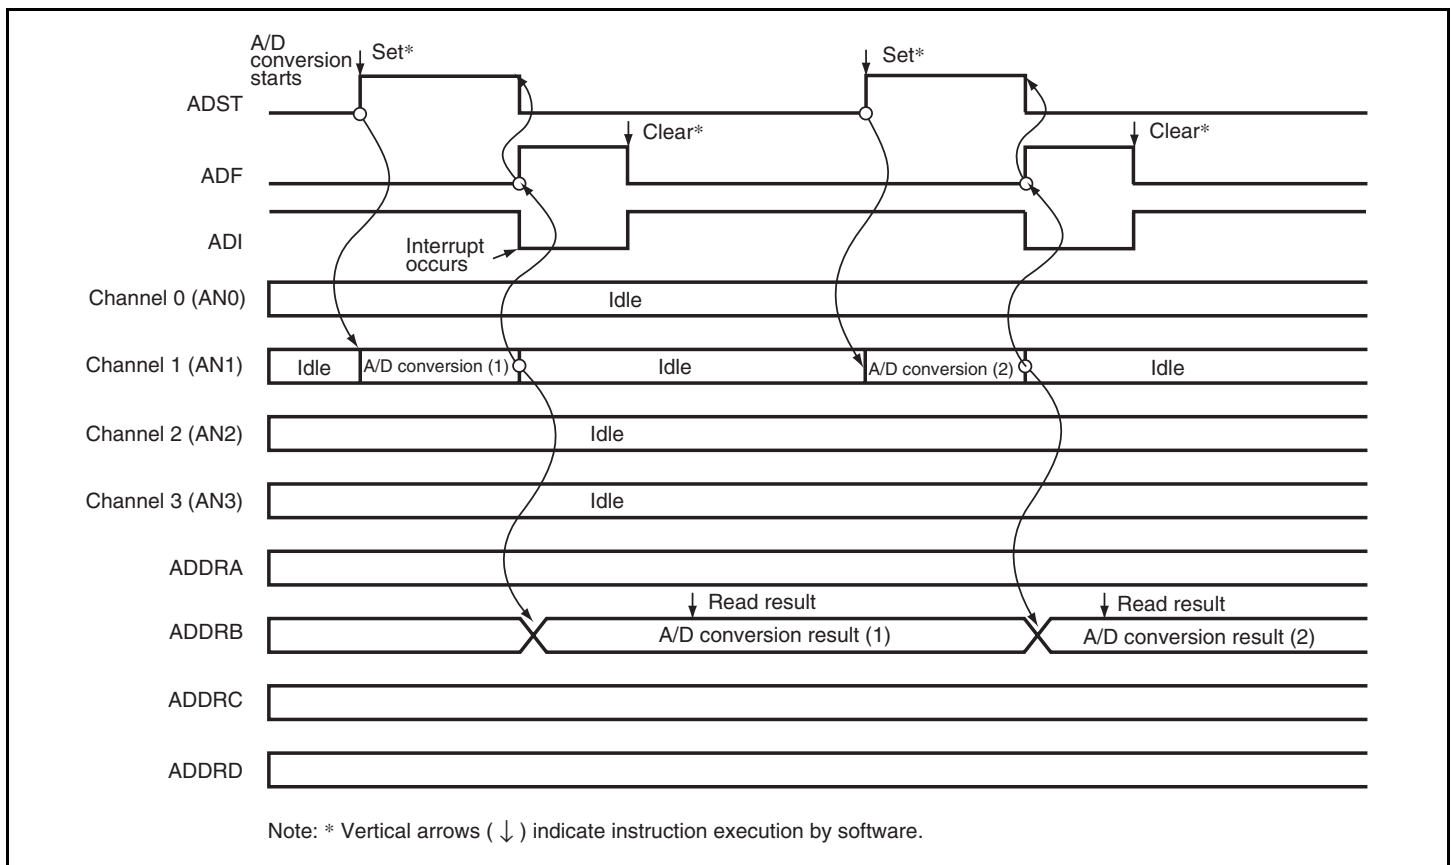 A/D
conversion
starts
Set*
Set*
ADST
Clear*
Clear*
ADF
ADI
Interrupt
occurs
Channel 0 (AN0)
Idle
Channel 1 (AN1)
Idle
A/D conversion (1)
Idle
A/D conversion (2)
Idle
Channel 2 (AN2)
Idle
Channel 3 (AN3)
Idle
ADDRA
Read result
Read result
ADDRB
A/D conversion result (1)
A/D conversion result (2)
ADDRC
ADDRD
Note: * Vertical arrows ( ↓ ) indicate instruction execution by software.